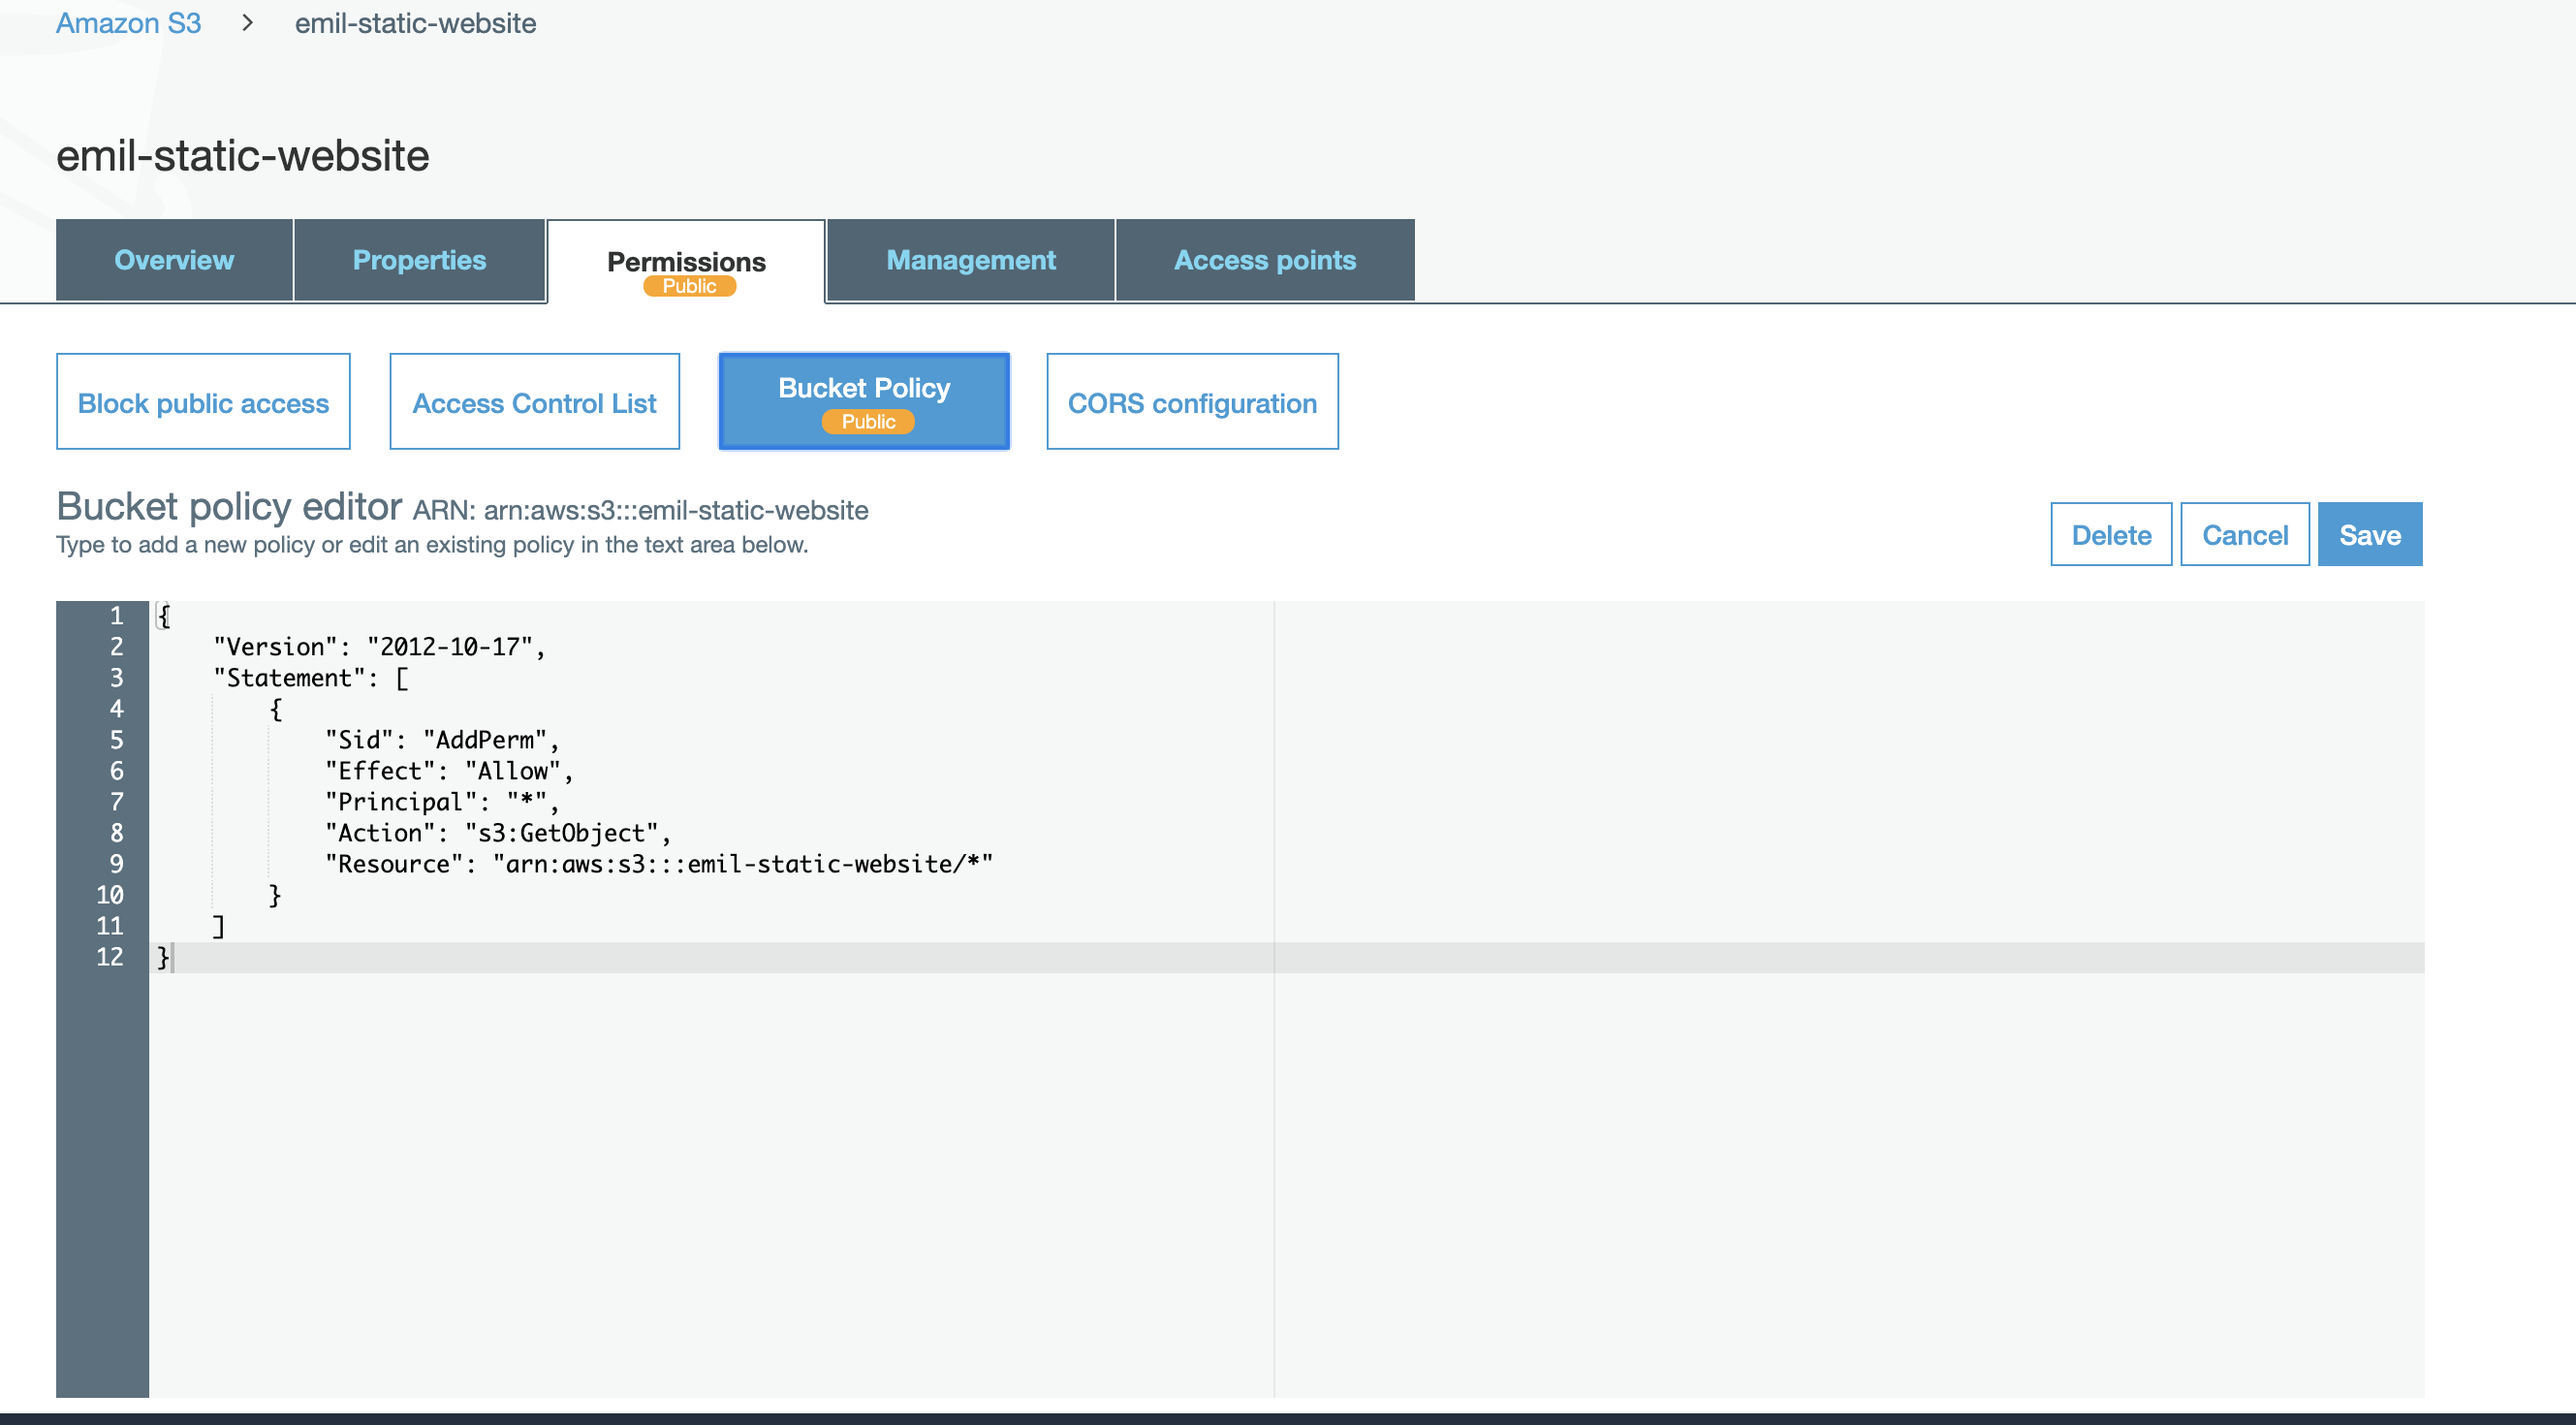 Amazon S3 > emil-static-website
emil-static-website
Overview Properties Permissions Management Access points
Public
Block public access Access Control List Bucket Policy CORS configuration
Public
Bucket policy editor ARN: arn:aws:s3:::emil-static-website
Type to add a new policy or edit an existing policy in the text area below.
Delete Cancel Save
1 {
2     "Version": "2012-10-17",
3     "Statement": [
4         {
5             "Sid": "AddPerm",
6             "Effect": "Allow",
7             "Principal": "*",
8             "Action": "s3:GetObject",
9             "Resource": "arn:aws:s3:::emil-static-website/*"
10         }
11     ]
12 }